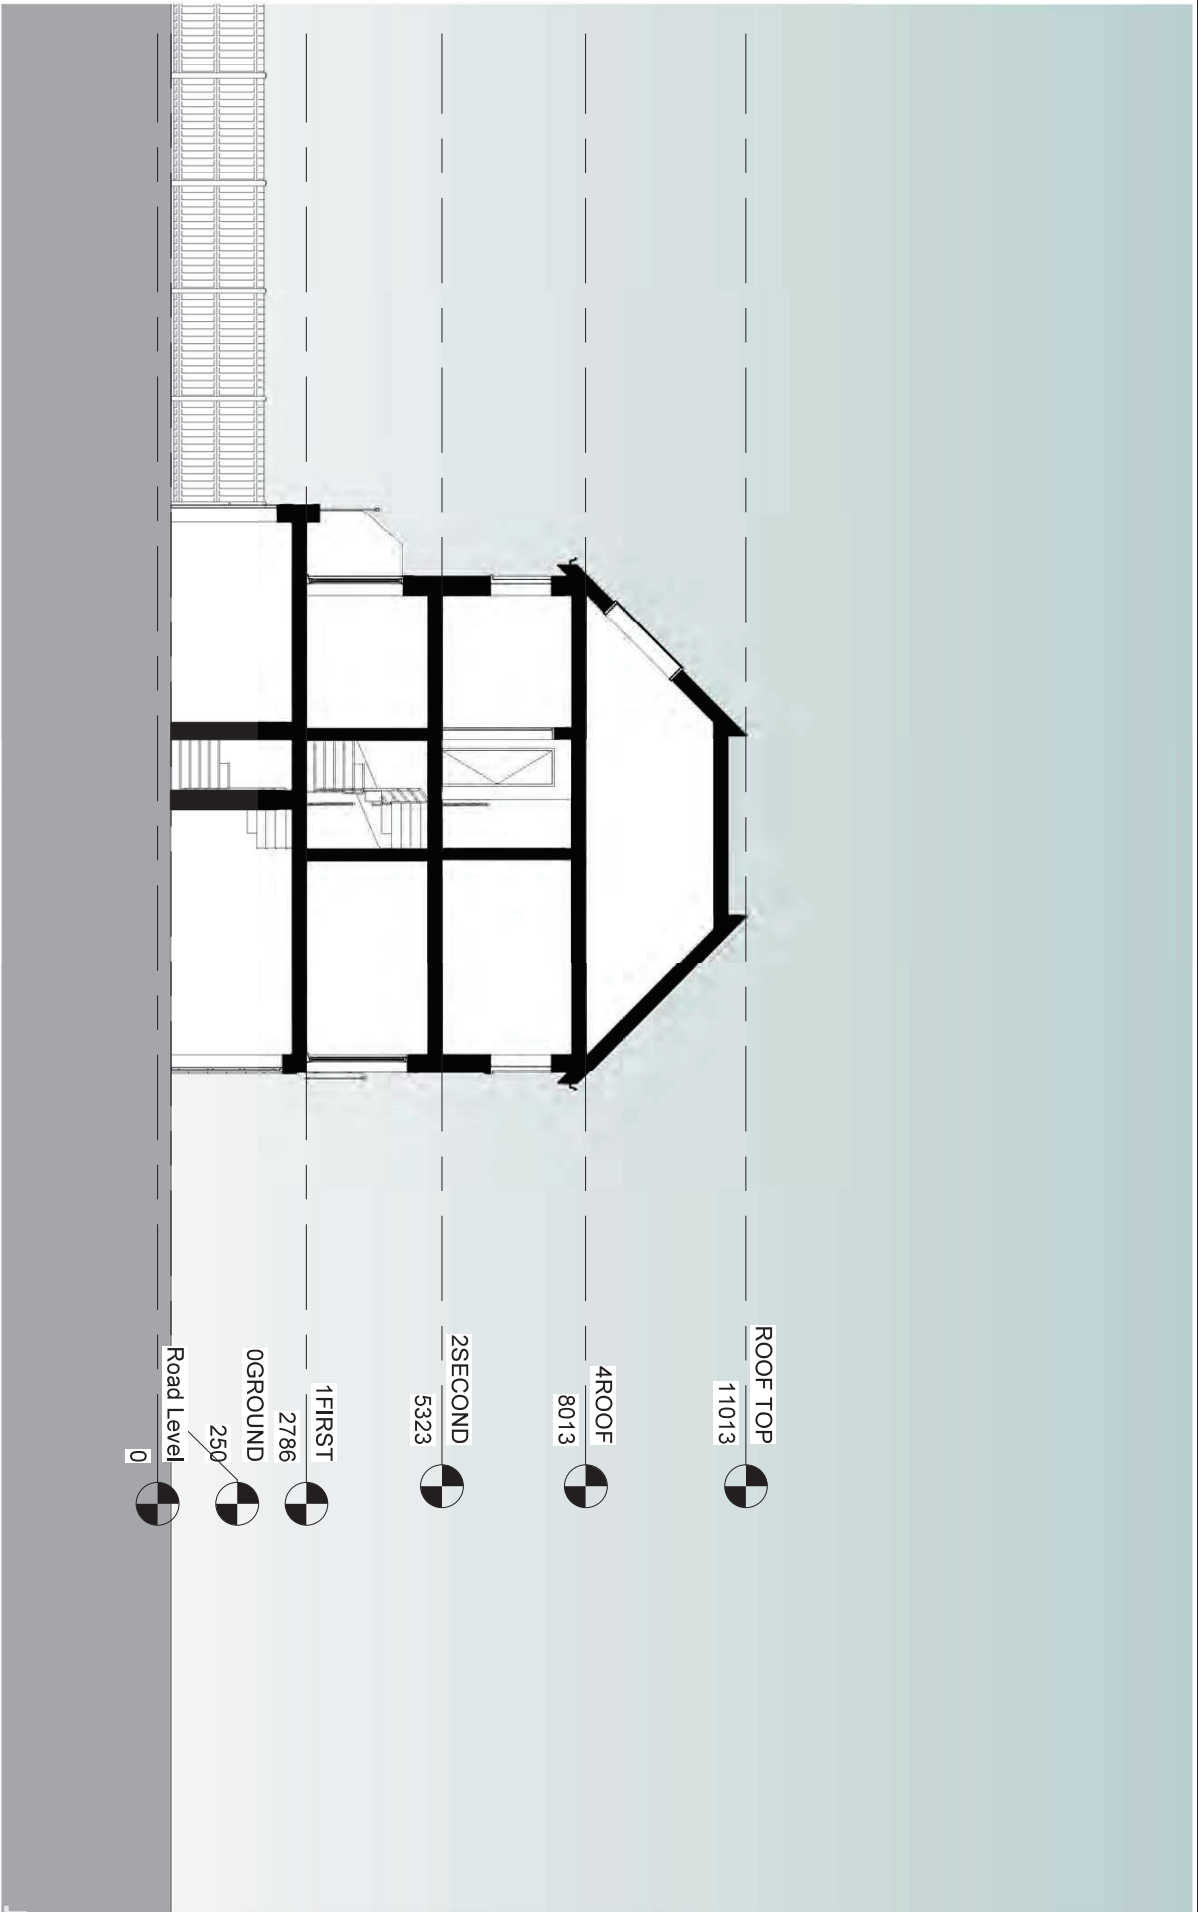 ROOF TOP
11013
4ROOF
8013
2SECOND
5323
1FIRST
2786
0GROUND
250
Road Level
0